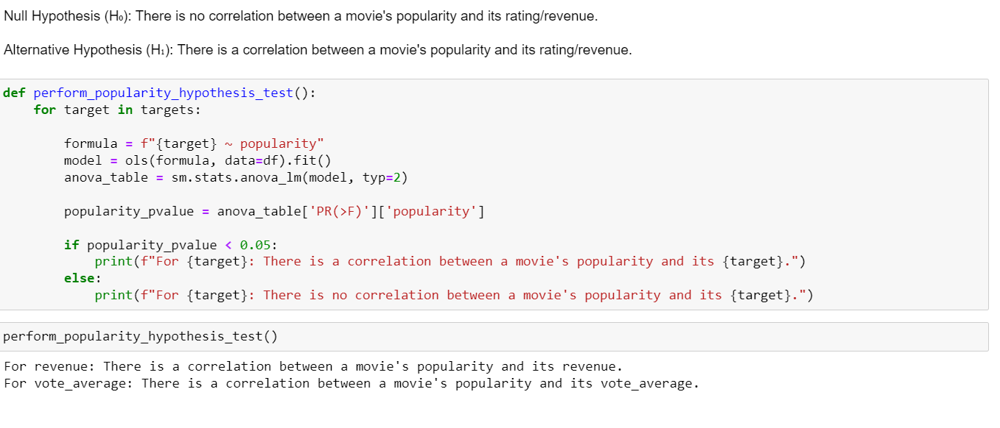 Null Hypothesis (H₀): There is no correlation between a movie's popularity and its rating/revenue.
Alternative Hypothesis (H₁): There is a correlation between a movie's popularity and its rating/revenue.
def perform_popularity_hypothesis_test():
    for target in targets:
        formula = f"{target} ~ popularity"
        model = ols(formula, data=df).fit()
        anova_table = sm.stats.anova_lm(model, typ=2)
        popularity_pvalue = anova_table['PR(>F)']['popularity']
        if popularity_pvalue < 0.05:
            print(f"For {target}: There is a correlation between a movie's popularity and its {target}.")
        else:
            print(f"For {target}: There is no correlation between a movie's popularity and its {target}.")
perform_popularity_hypothesis_test()
For revenue: There is a correlation between a movie's popularity and its revenue.
For vote_average: There is a correlation between a movie's popularity and its vote_average.